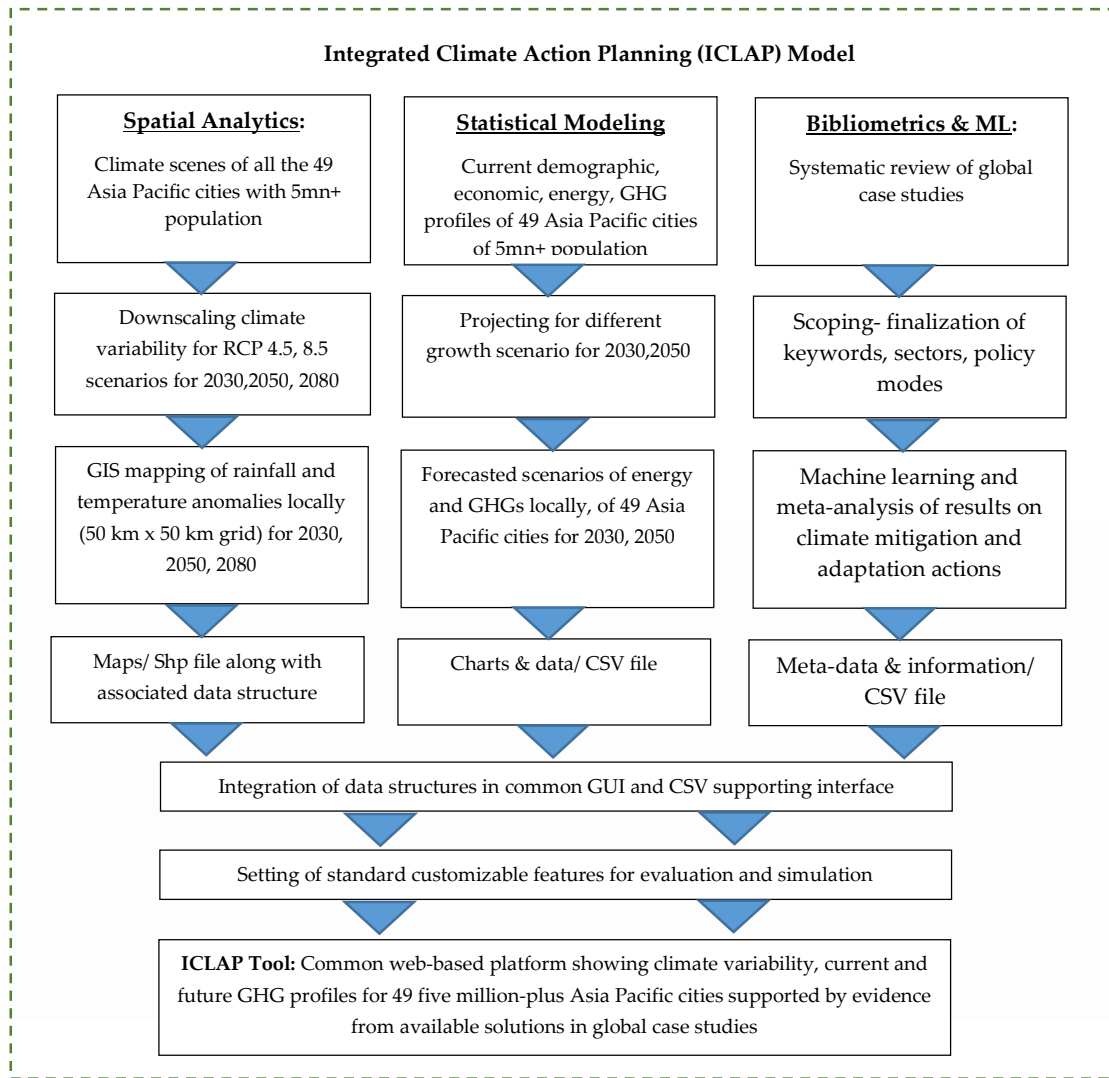 Integrated Climate Action Planning (ICLAP) Model
Spatial Analytics:
Climate scenes of all the 49
Asia Pacific cities with 5mn+
population
Statistical Modeling
Current demographic,
economic, energy, GHG
profiles of 49 Asia Pacific cities
of 5mn+ population
Bibliometrics & ML:
Systematic review of global
case studies
Downscaling climate
variability for RCP 4.5, 8.5
scenarios for 2030,2050, 2080
Projecting for different
growth scenario for 2030,2050
Scoping- finalization of
keywords, sectors, policy
modes
GIS mapping of rainfall and
temperature anomalies locally
(50 km x 50 km grid) for 2030,
2050, 2080
Forecasted scenarios of energy
and GHGs locally, of 49 Asia
Pacific cities for 2030, 2050
Machine learning and
meta-analysis of results on
climate mitigation and
adaptation actions
Maps/ Shp file along with
associated data structure
Charts & data/ CSV file
Meta-data & information/
CSV file
Integration of data structures in common GUI and CSV supporting interface
Setting of standard customizable features for evaluation and simulation
ICLAP Tool: Common web-based platform showing climate variability, current and
future GHG profiles for 49 five million-plus Asia Pacific cities supported by evidence
from available solutions in global case studies